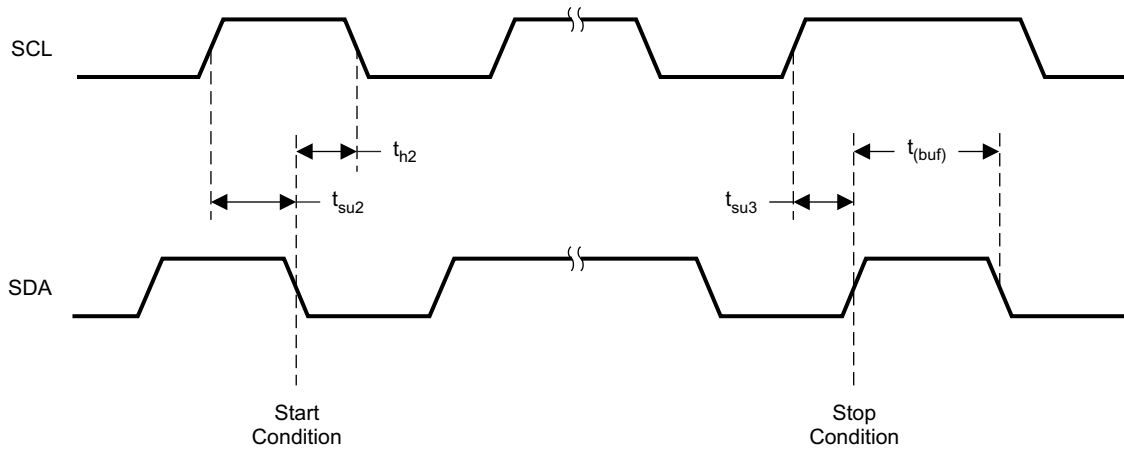 SCL
t_h2
t_(buf)
t_su2
t_su3
SDA
Start
Condition
Stop
Condition